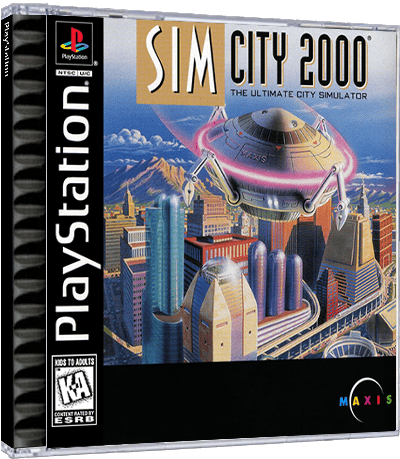 PlayStation
PlayStation
NTSC U/C
PlayStation®
SIM CITY 2000®
THE ULTIMATE CITY SIMULATOR
MAXIS
KIDS TO ADULTS
K-A
®
CONTENT RATED BY
ESRB
MAXIS